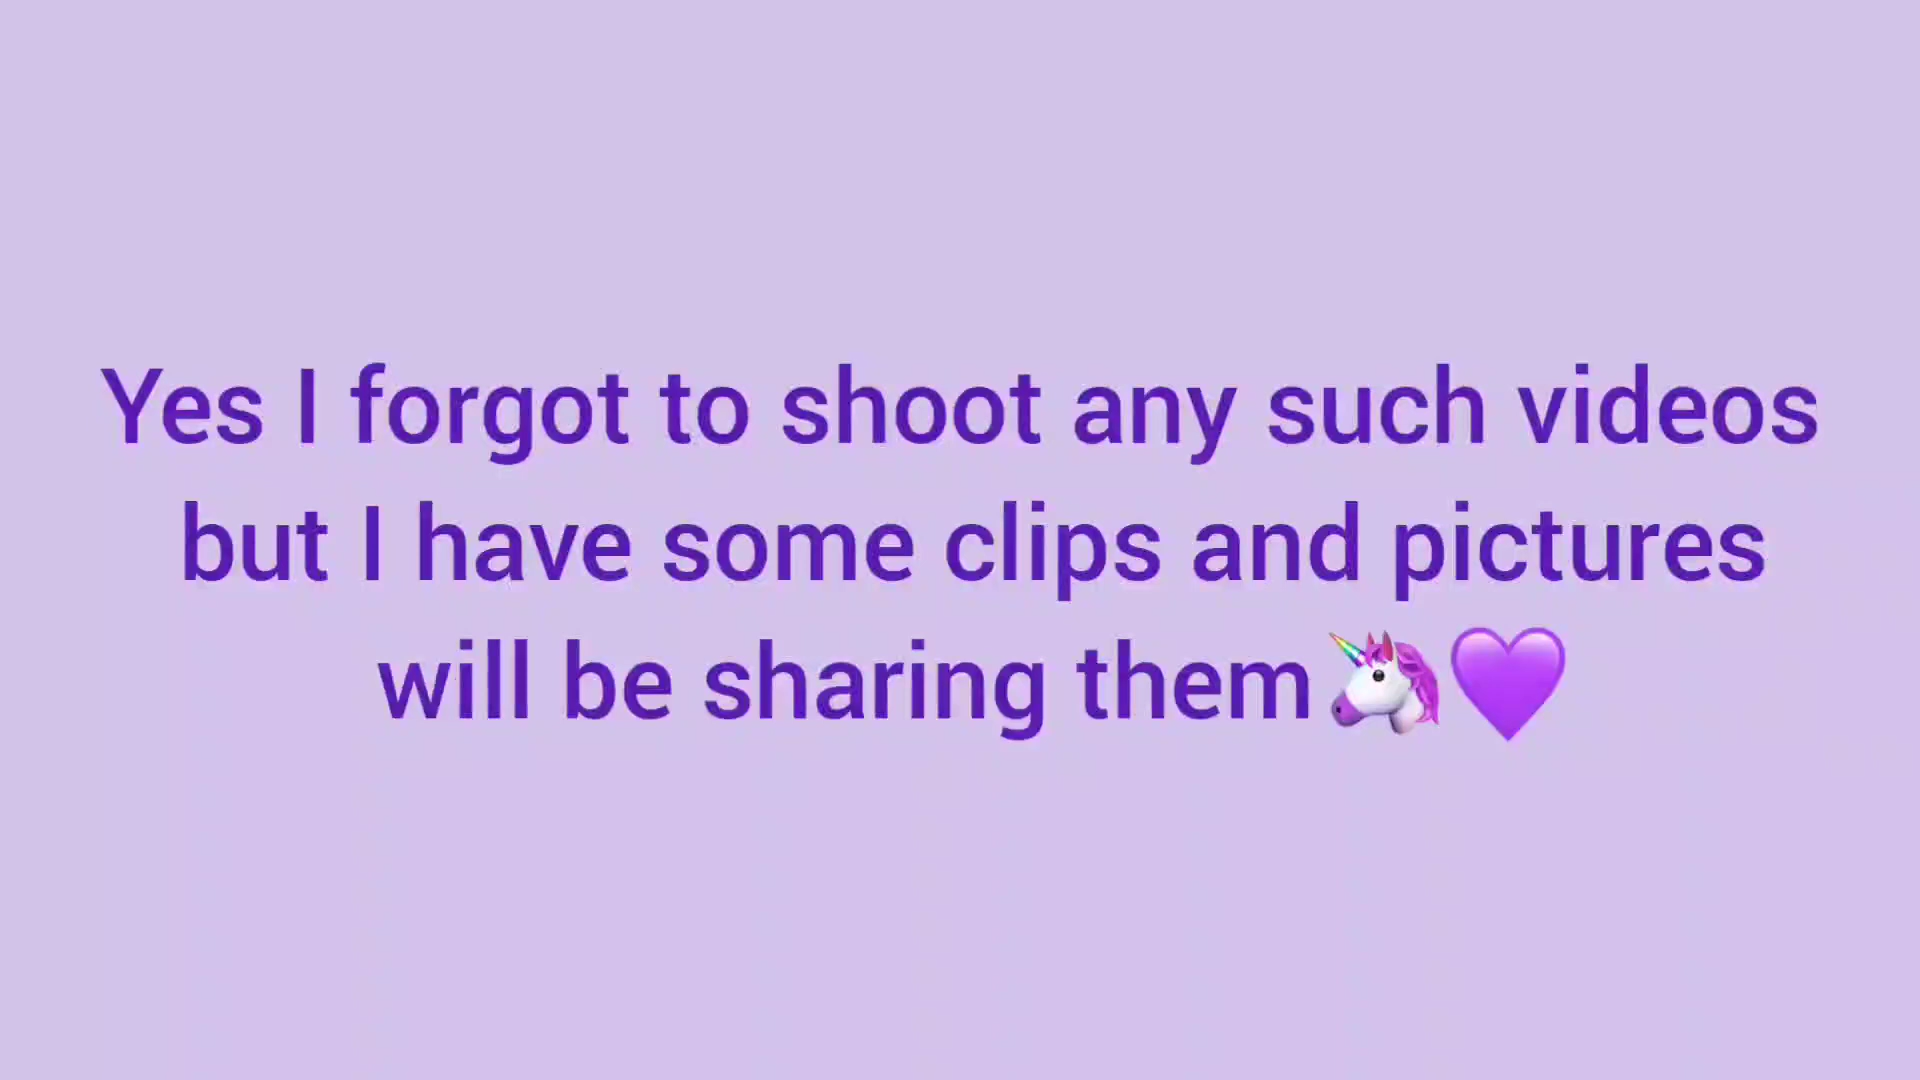 Yes I forgot to shoot any such videos
but I have some clips and pictures
will be sharing them🦄💜